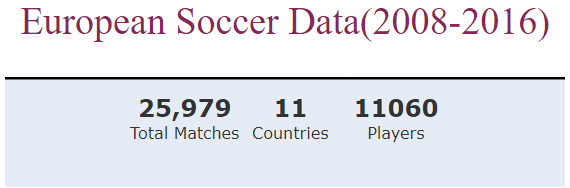 European Soccer Data(2008-2016)
25,979 11 11060
Total Matches Countries Players